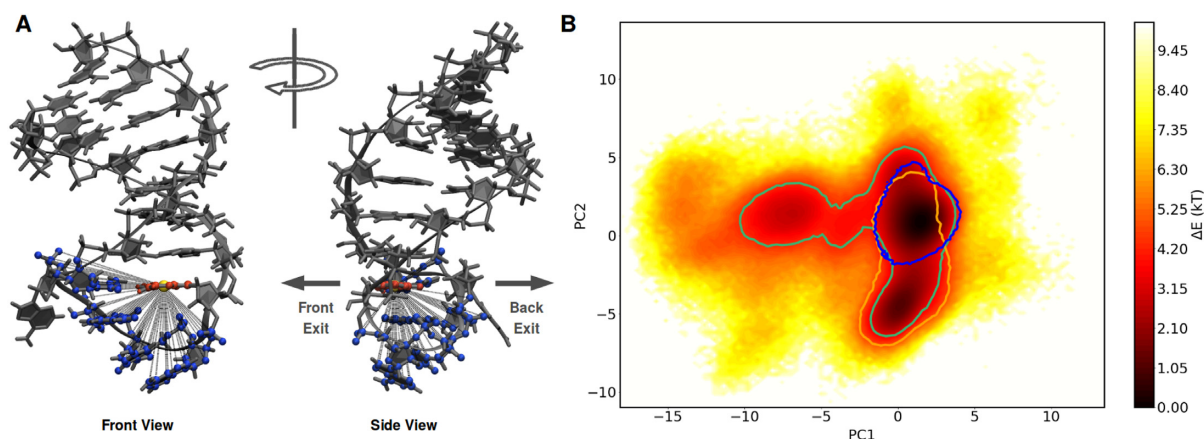 A
B
Front
Exit
Back
Exit
Front View
Side View
10
5
0
−5
−10
PC2
−15
−10
−5
0
5
10
PC1
9.45
8.40
7.35
6.30
5.25
4.20
3.15
2.10
1.05
0.00
ΔE (kT)